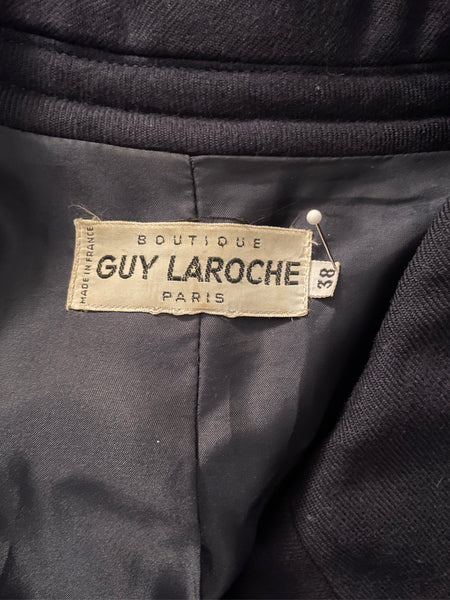 BOUTIQUE
GUY LAROCHE
PARIS
MADE IN FRANCE
38